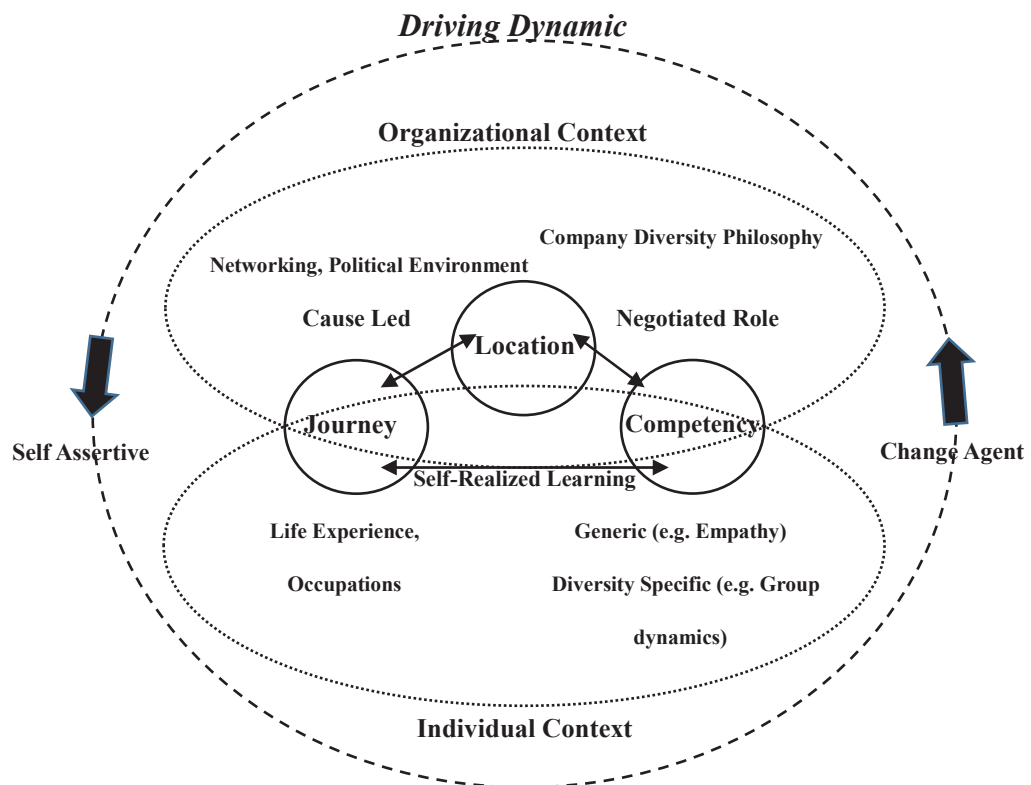 Driving Dynamic
Organizational Context
Company Diversity Philosophy
Networking, Political Environment
Cause Led
Negotiated Role
Location
Journey
Competency
Self Assertive
Change Agent
Self-Realized Learning
Life Experience,
Occupations
Generic (e.g. Empathy)
Diversity Specific (e.g. Group
dynamics)
Individual Context